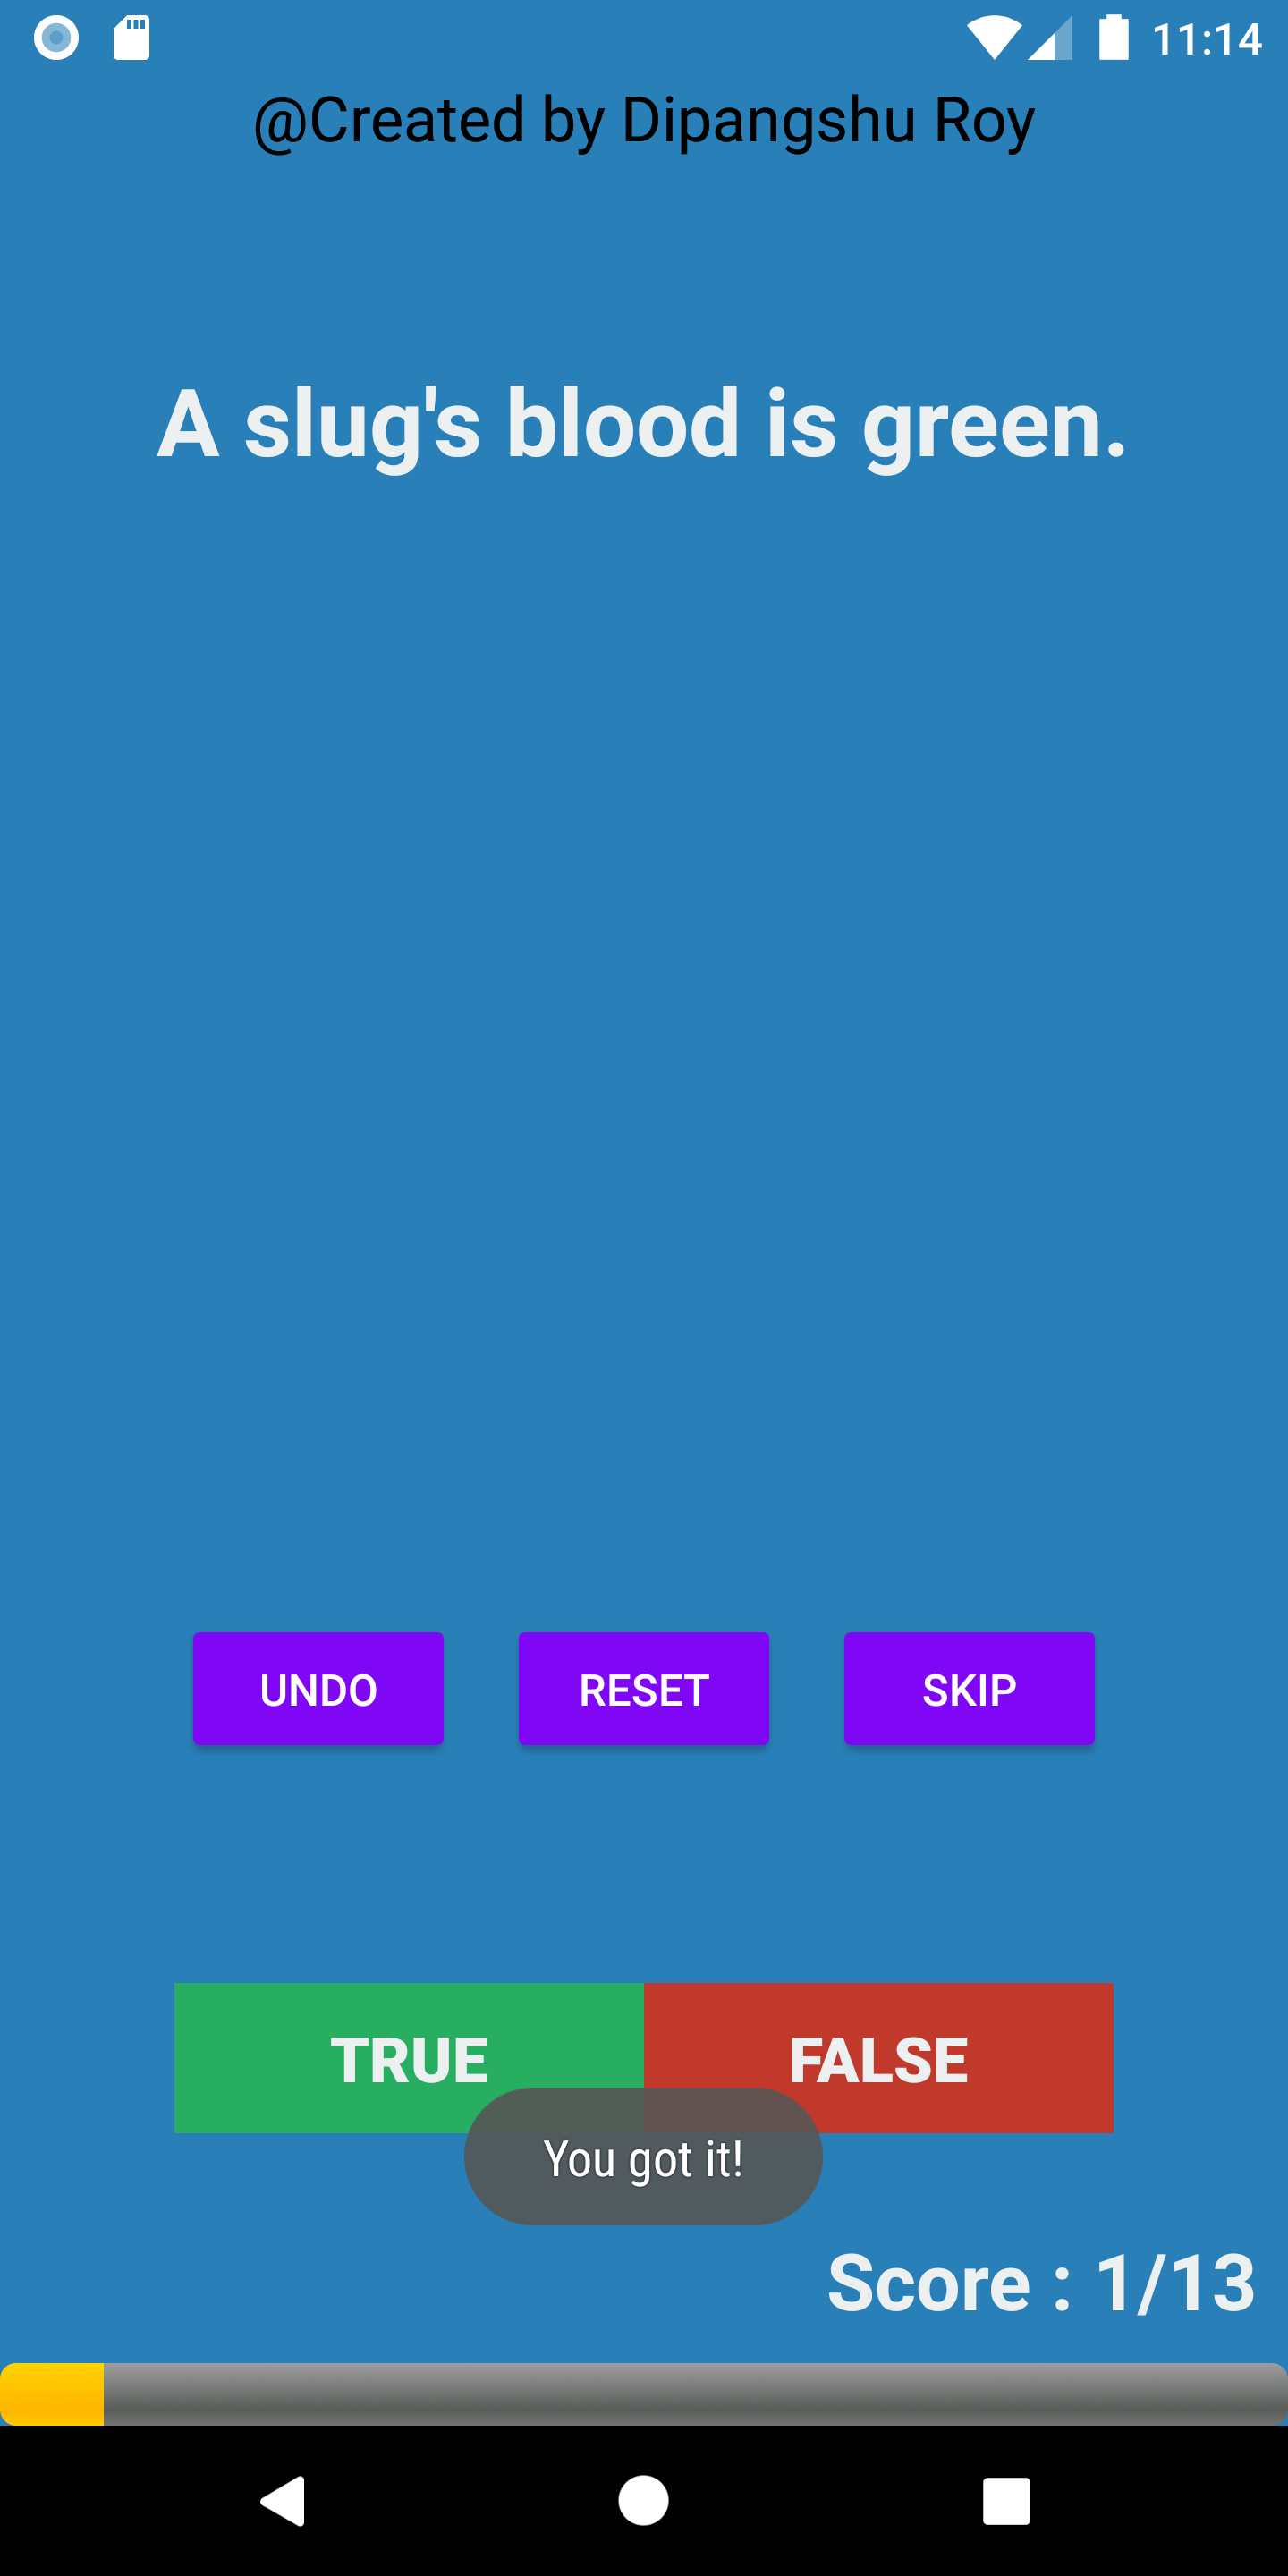 11:14
@Created by Dipangshu Roy
A slug's blood is green.
UNDO RESET SKIP
TRUE FALSE
You got it!
Score : 1/13